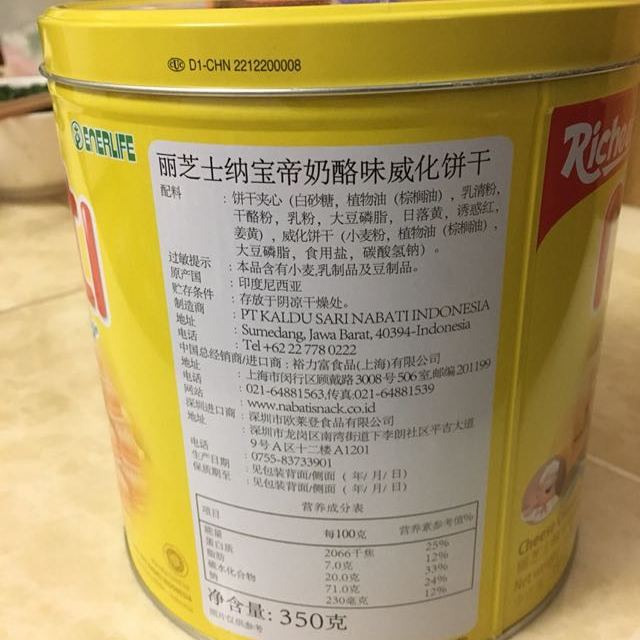 D1-CHN 2212200008
ENERLIFE
Richee
丽芝士纳宝帝奶酪味威化饼干
配料 : 饼干夹心（白砂糖，植物油（棕榈油），乳清粉，
干酪粉，乳粉，大豆磷脂，日落黄，诱惑红，
姜黄），威化饼干（小麦粉，植物油（棕榈油），
大豆磷脂，食用盐，碳酸氢钠）。
过敏提示 : 本品含有小麦,乳制品及豆制品。
原产国 : 印度尼西亚
贮存条件 : 存放于阴凉干燥处。
制造商 : PT KALDU SARI NABATI INDONESIA
地址 : Sumedang, Jawa Barat, 40394-Indonesia
电话 : Tel +62 22 778 0222
中国总经销商/进口商 : 裕力富食品(上海)有限公司
地址 : 上海市闵行区顾戴路3008号506室,邮编201199
电话 : 021-64881563,传真:021-64881539
网站 : www.nabatisnack.co.id
深圳进口商 : 深圳市欧莱登食品有限公司
地址 : 深圳市龙岗区南湾街道下李朗社区平吉大道
9号A区十二楼A1201
电话 : 0755-83733901
生产日期 : 见包装背面/侧面 （年/月/日）
保质期至 : 见包装背面/侧面 （年/月/日）
营养成分表
项目 每100克 营养素参考值%
能量 2066千焦 25%
蛋白质 7.0克 12%
脂肪 20.0克 33%
碳水化合物 71.0克 24%
钠 230毫克 12%
净含量: 350克
图片仅供参考
Cheese